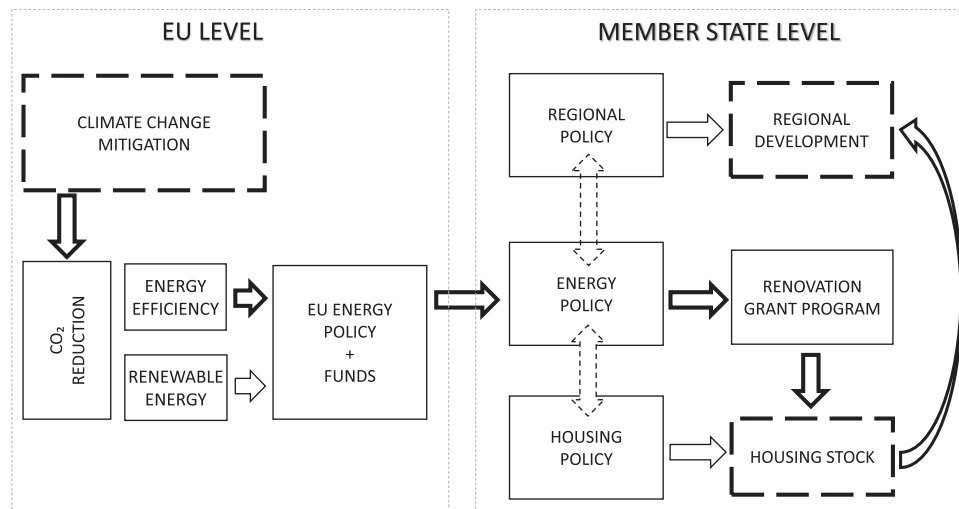 EU LEVEL
CLIMATE CHANGE
MITIGATION
CO₂
REDUCTION
ENERGY
EFFICIENCY
RENEWABLE
ENERGY
EU ENERGY
POLICY
+
FUNDS
MEMBER STATE LEVEL
REGIONAL
POLICY
REGIONAL
DEVELOPMENT
ENERGY
POLICY
RENOVATION
GRANT PROGRAM
HOUSING
POLICY
HOUSING STOCK